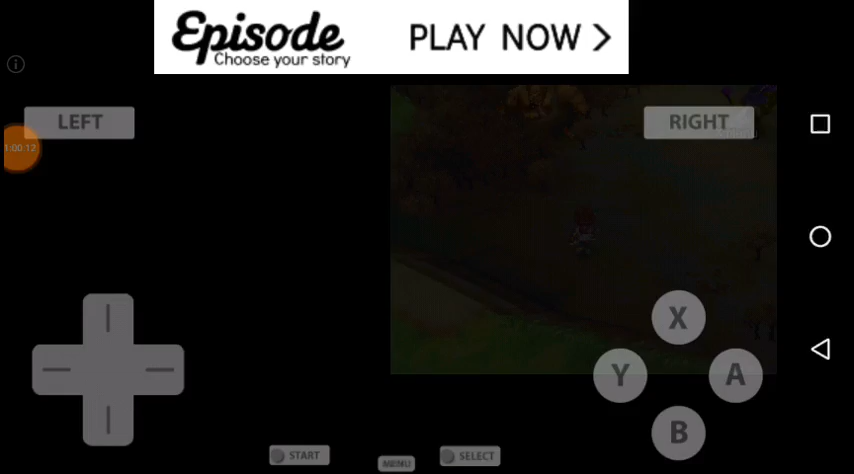 Episode
Choose your story
PLAY NOW >
LEFT
RIGHT
1:00:12
X
Y
A
B
START
MENU
SELECT